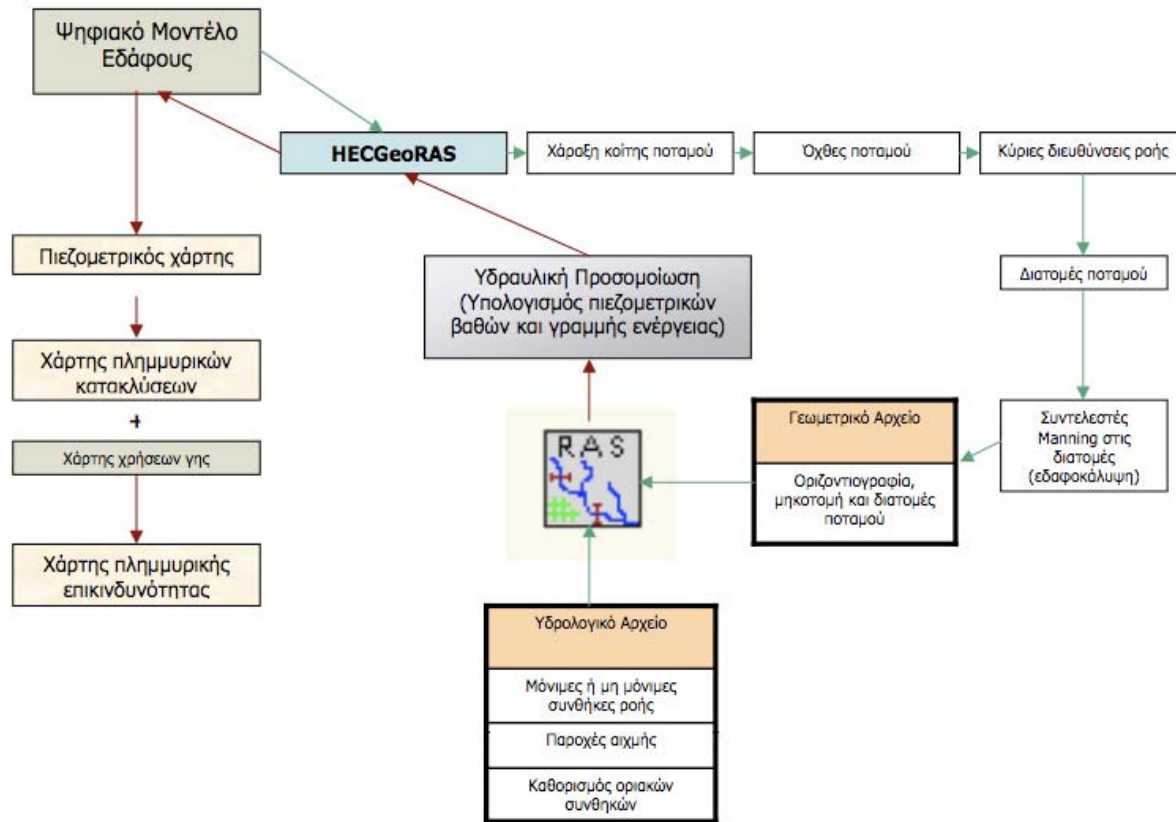 Ψηφιακό Μοντέλο
Εδάφους
HECGeoRAS
Χάραξη κοίτης ποταμού
Όχθες ποταμού
Κύριες διευθύνσεις ροής
Πιεζομετρικός χάρτης
Υδραυλική Προσομοίωση
(Υπολογισμός πιεζομετρικών
βαθών και γραμμής ενέργειας)
Διατομές ποταμού
Χάρτης πλημμυρικών
κατακλύσεων
+
Χάρτης χρήσεων γης
Χάρτης πλημμυρικής
επικινδυνότητας
RAS
Γεωμετρικό Αρχείο
Οριζοντιογραφία,
μηκοτομή και διατομές
ποταμού
Συντελεστές
Manning στις
διατομές
(εδαφοκάλυψη)
Υδρολογικό Αρχείο
Μόνιμες ή μη μόνιμες
συνθήκες ροής
Παροχές αιχμής
Καθορισμός οριακών
συνθηκών